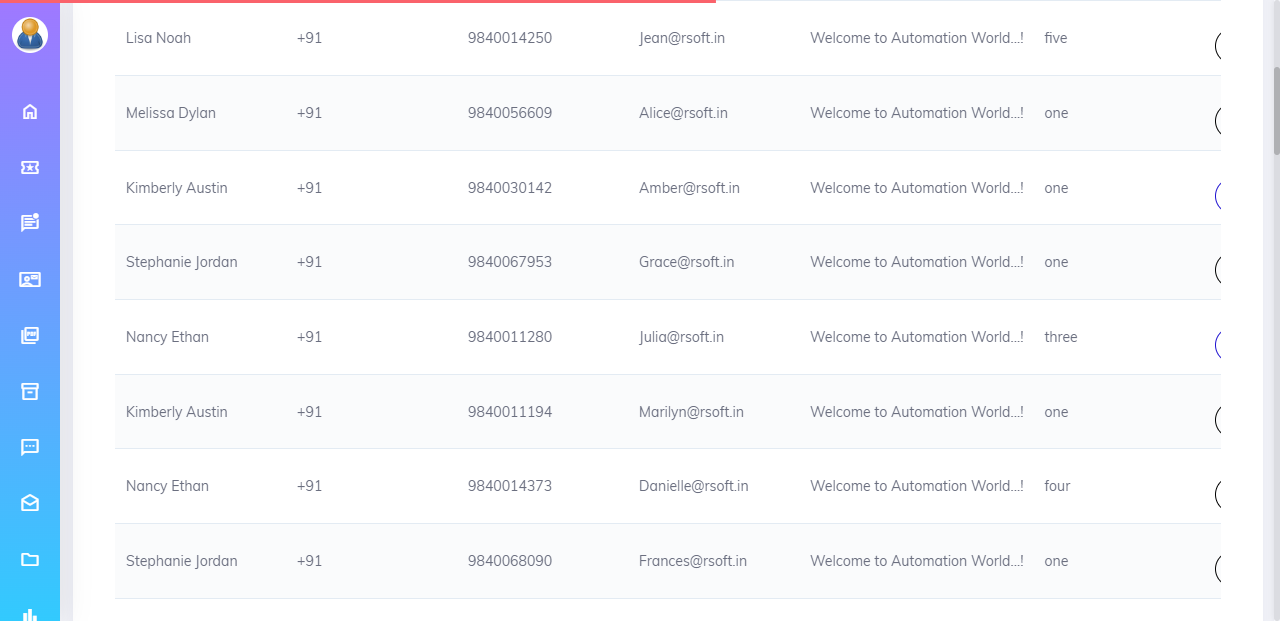 Lisa Noah +91 9840014250 Jean@rsoft.in Welcome to Automation World...! five
Melissa Dylan +91 9840056609 Alice@rsoft.in Welcome to Automation World...! one
Kimberly Austin +91 9840030142 Amber@rsoft.in Welcome to Automation World...! one
Stephanie Jordan +91 9840067953 Grace@rsoft.in Welcome to Automation World...! one
Nancy Ethan +91 9840011280 Julia@rsoft.in Welcome to Automation World...! three
Kimberly Austin +91 9840011194 Marilyn@rsoft.in Welcome to Automation World...! one
Nancy Ethan +91 9840014373 Danielle@rsoft.in Welcome to Automation World...! four
Stephanie Jordan +91 9840068090 Frances@rsoft.in Welcome to Automation World...! one